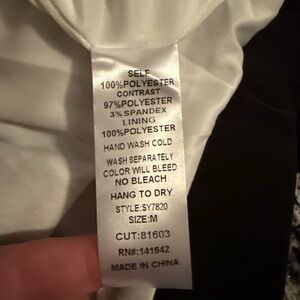 SELF
100%POLYESTER
CONTRAST
97%POLYESTER
3%SPANDEX
LINING
100%POLYESTER
HAND WASH COLD
WASH SEPARATELY
COLOR WILL BLEED
NO BLEACH
HANG TO DRY
STYLE:SY7820
SIZE:M
CUT:81603
RN#:141642
MADE IN CHINA